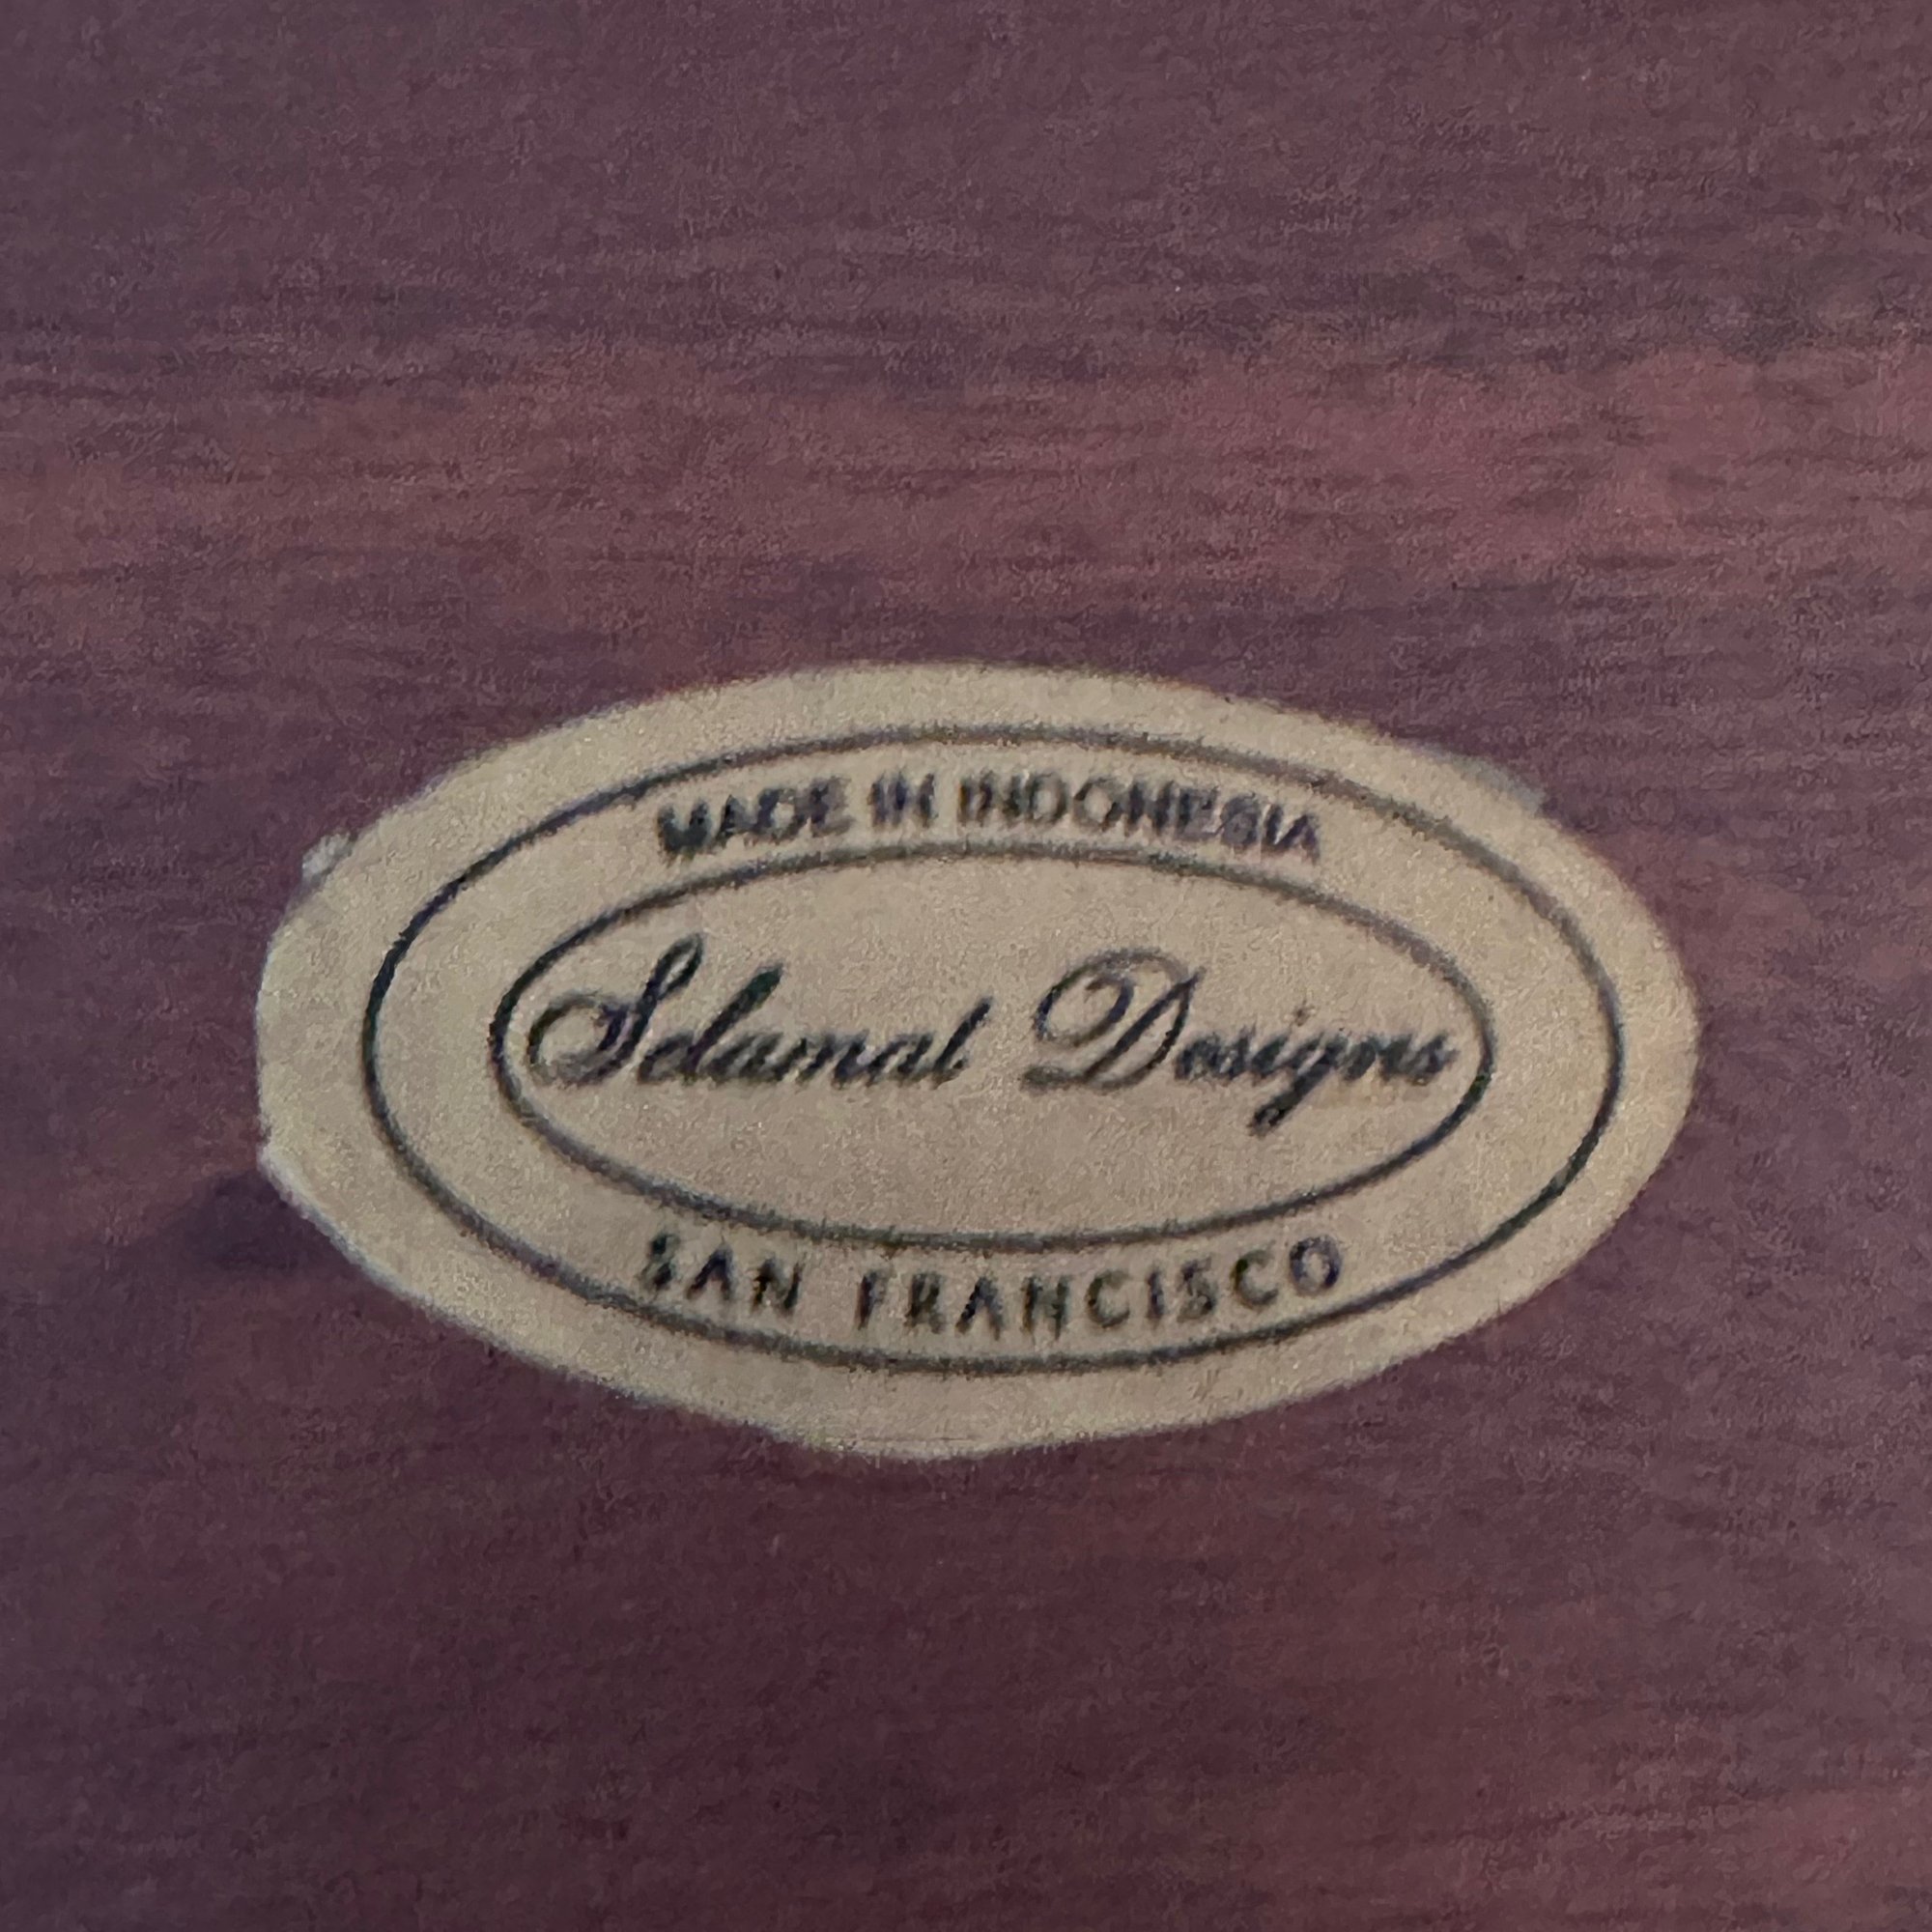 MADE IN INDONESIA
Selamat Designs
SAN FRANCISCO